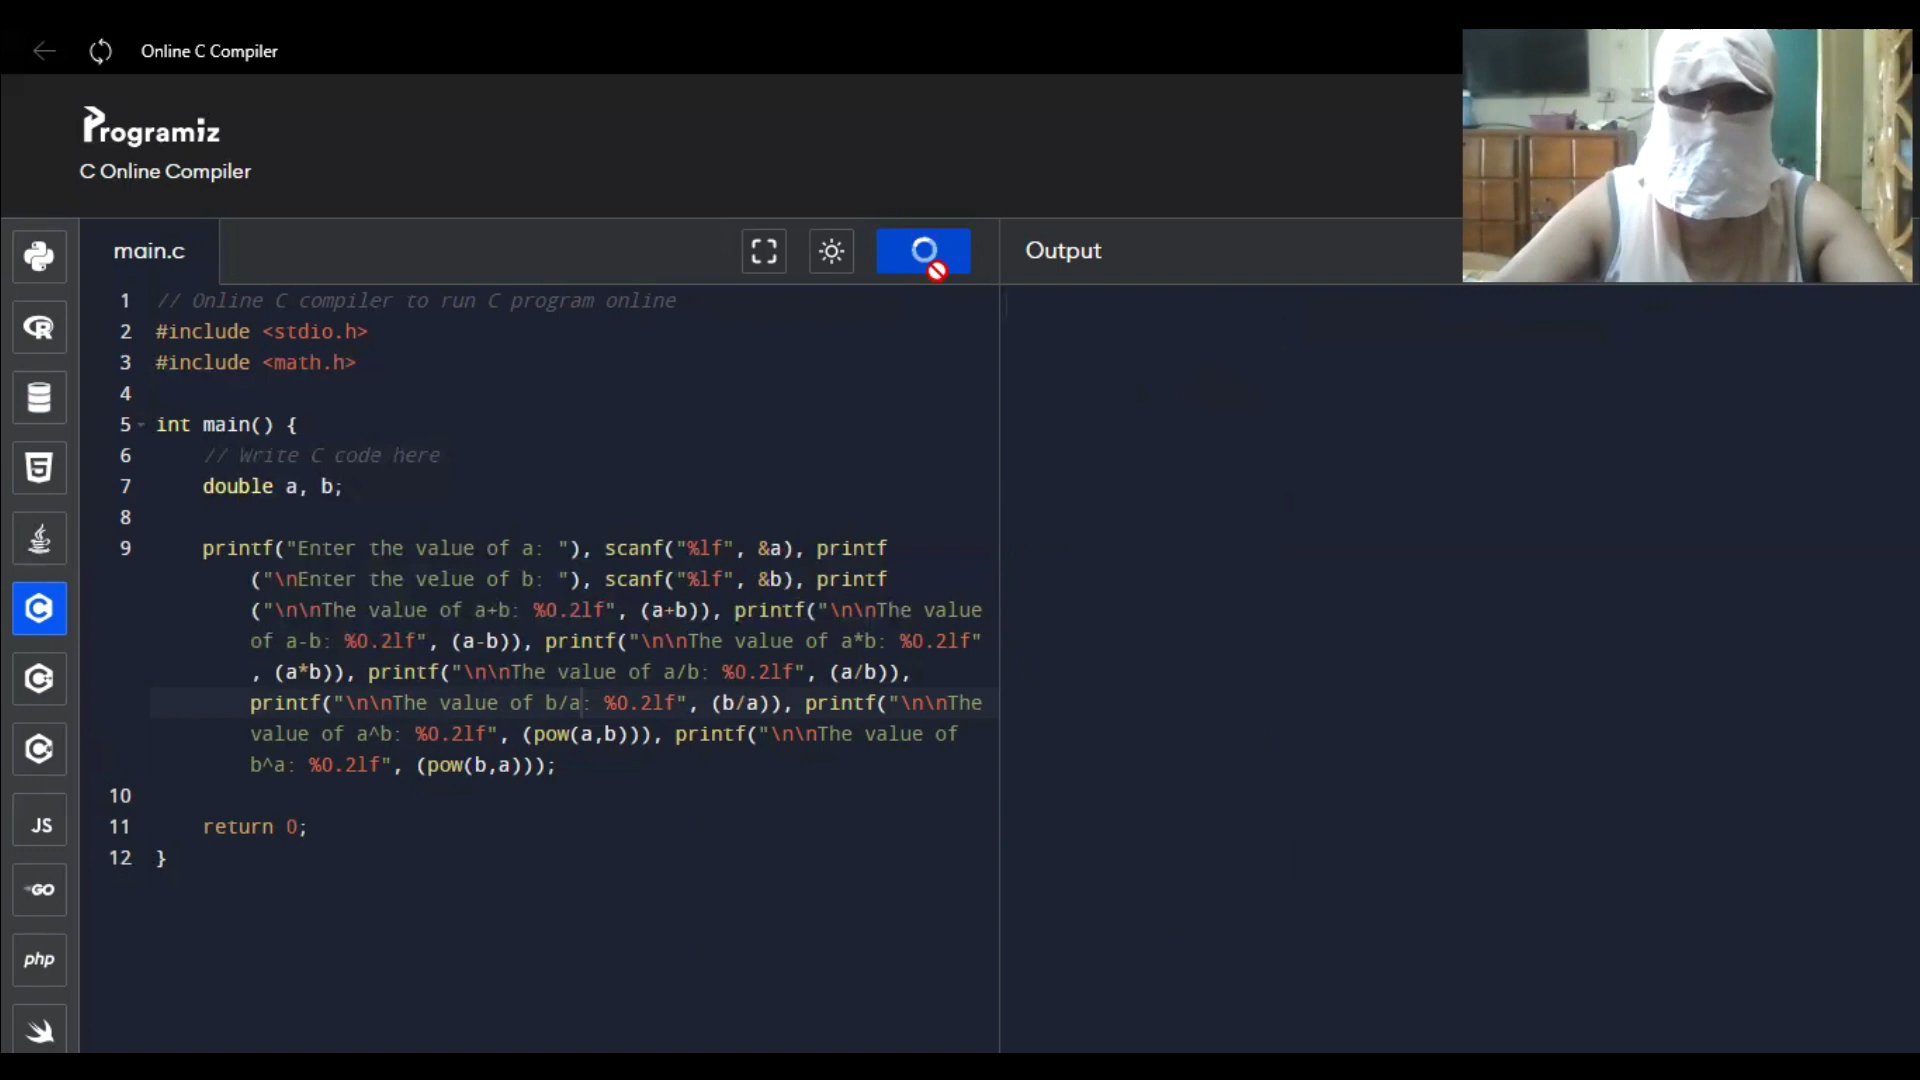 Online C Compiler
Programiz
C Online Compiler
main.c
Output
1 // Online C compiler to run C program online
2 #include <stdio.h>
3 #include <math.h>
4
5 int main() {
6 // Write C code here
7 double a, b;
8
9 printf("Enter the value of a: "), scanf("%lf", &a), printf
("\nEnter the velue of b: "), scanf("%lf", &b), printf
("\n\nThe value of a+b: %0.2lf", (a+b)), printf("\n\nThe value
of a-b: %0.2lf", (a-b)), printf("\n\nThe value of a*b: %0.2lf"
, (a*b)), printf("\n\nThe value of a/b: %0.2lf", (a/b)),
printf("\n\nThe value of b/a: %0.2lf", (b/a)), printf("\n\nThe
value of a^b: %0.2lf", (pow(a,b))), printf("\n\nThe value of
b^a: %0.2lf", (pow(b,a)));
10
11 return 0;
12 }
R
5
C
C
C
JS
GO
php